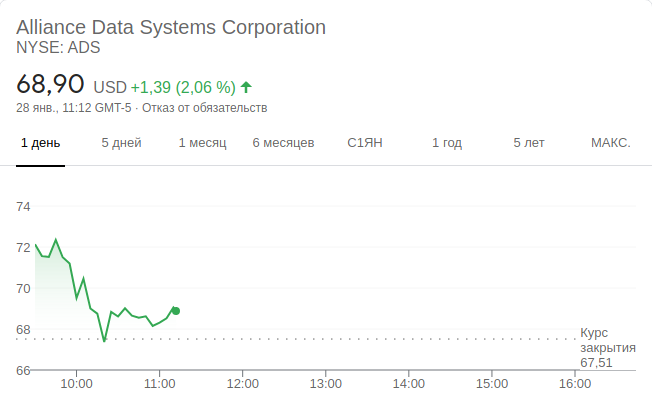 Alliance Data Systems Corporation
NYSE: ADS
68,90 USD +1,39 (2,06 %)
28 янв., 11:12 GMT-5 · Отказ от обязательств
1 день 5 дней 1 месяц 6 месяцев С1ЯН 1 год 5 лет МАКС.
74
72
70
68
Курс
закрытия
67,51
66
10:00 11:00 12:00 13:00 14:00 15:00 16:00